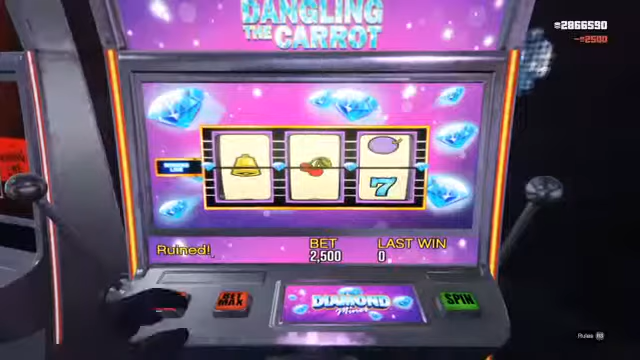 DANGLING
THE CARROT
2866590
-2500
7
Ruined!
BET
2,500
LAST WIN
0
BET
MAX
DIAMOND
Miner
SPIN
Rules